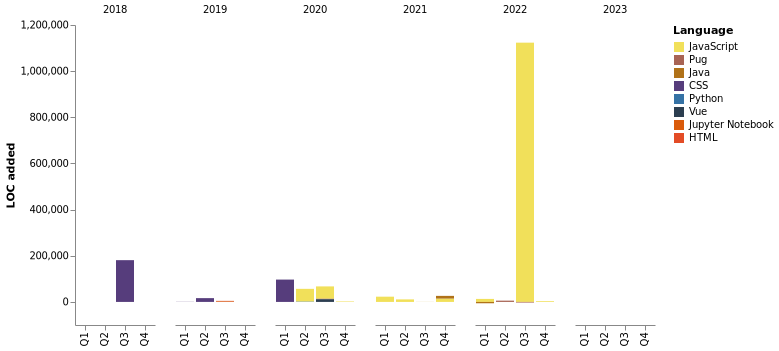 2018 2019 2020 2021 2022 2023
LOC added
1,200,000
1,000,000
800,000
600,000
400,000
200,000
0
Q1 Q2 Q3 Q4 Q1 Q2 Q3 Q4 Q1 Q2 Q3 Q4 Q1 Q2 Q3 Q4 Q1 Q2 Q3 Q4 Q1 Q2 Q3 Q4
Language
JavaScript
Pug
Java
CSS
Python
Vue
Jupyter Notebook
HTML